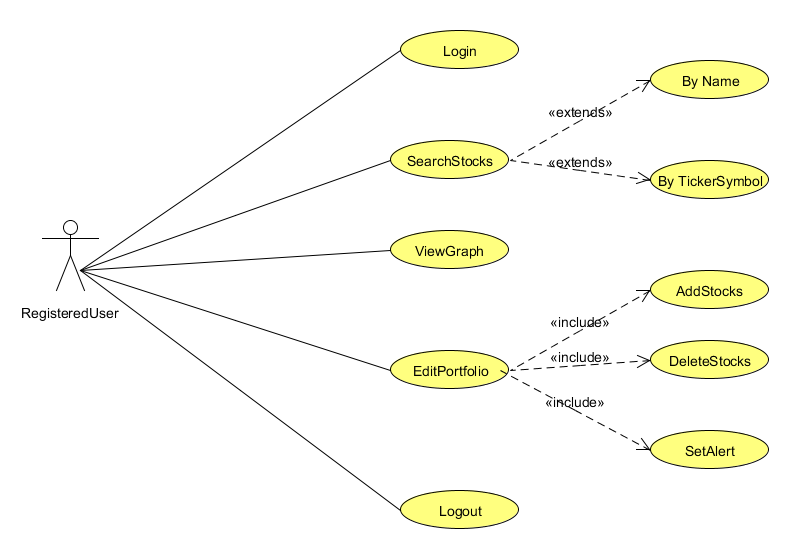 Login
By Name
«extends»
SearchStocks
«extends»
By TickerSymbol
ViewGraph
RegisteredUser
AddStocks
«include»
«include»
DeleteStocks
EditPortfolio
«include»
SetAlert
Logout